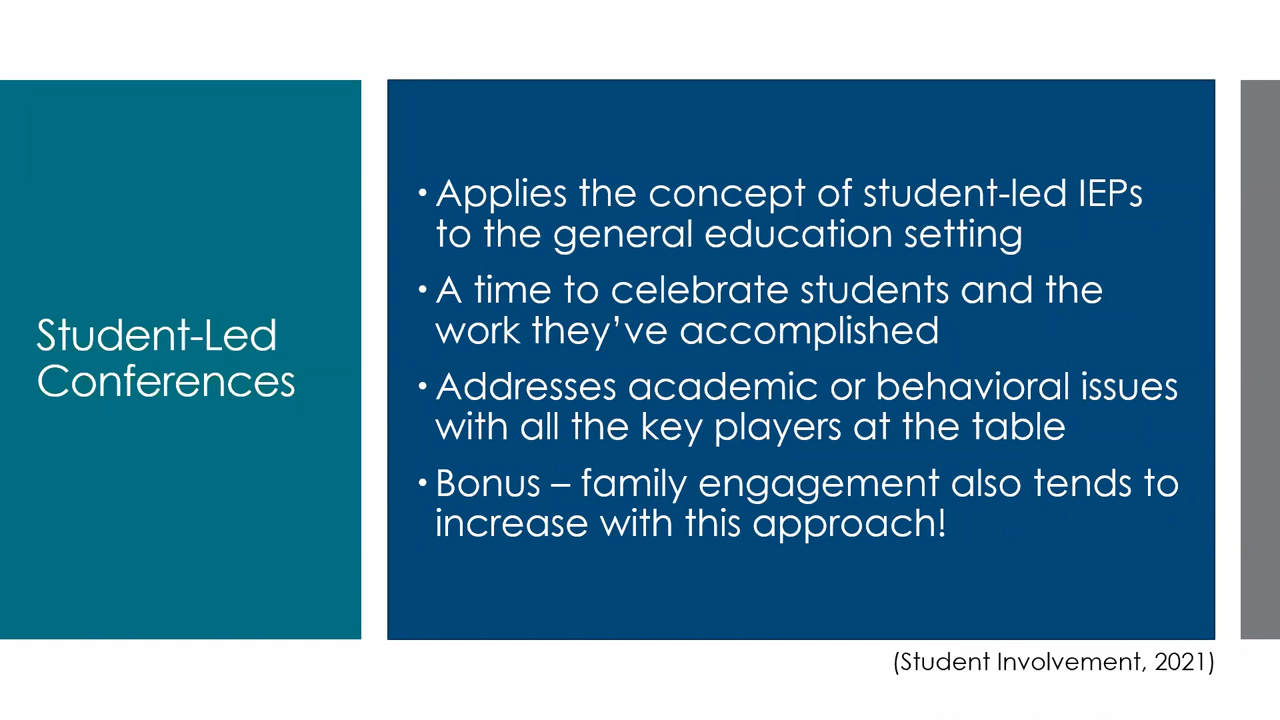 Student-Led
Conferences
• Applies the concept of student-led IEPs
to the general education setting
• A time to celebrate students and the
work they’ve accomplished
• Addresses academic or behavioral issues
with all the key players at the table
• Bonus – family engagement also tends to
increase with this approach!
(Student Involvement, 2021)